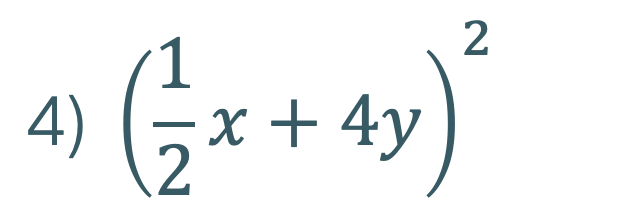 4) (1/2 x + 4y)²